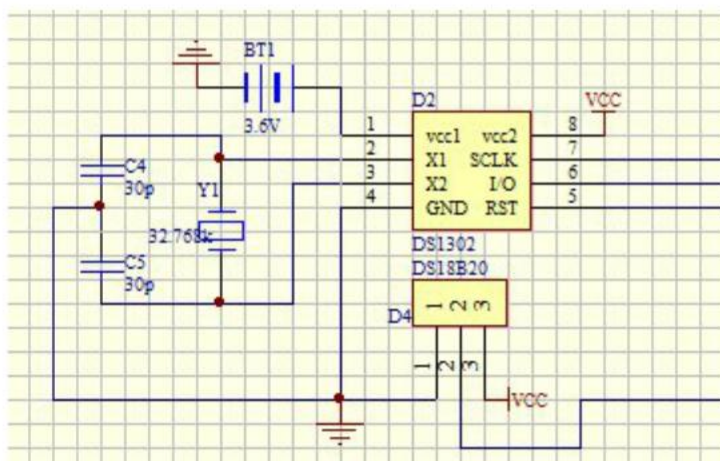 BT1
3.6V
D2
VCC
1 vcc1 vcc2 8
2 X1 SCLK 7
3 X2 I/O 6
4 GND RST 5
DS1302
C4
30p
Y1
32.768k
C5
30p
DS18B20
D4
1 2 3
1 2 3
VCC